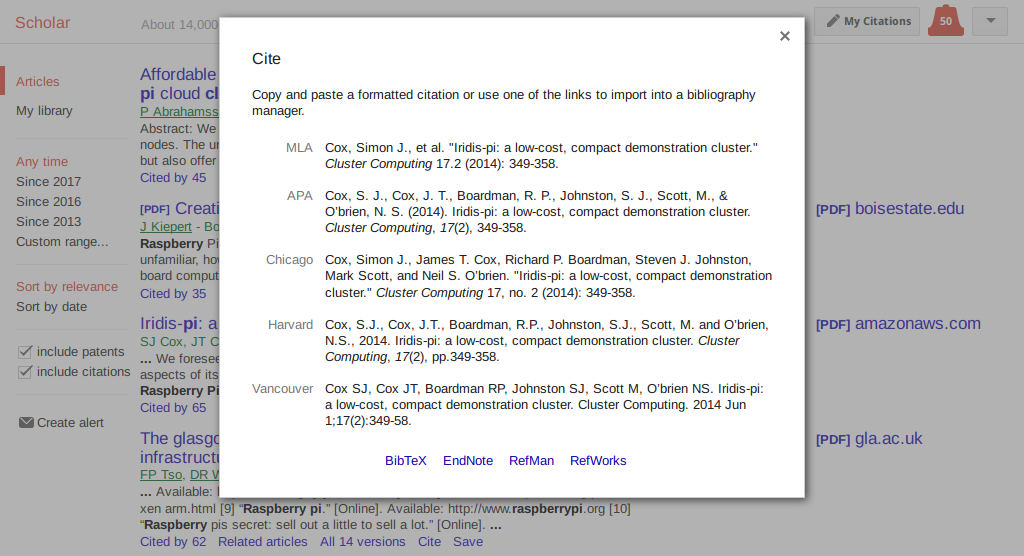 Scholar
About 14,000
My Citations
50
Cite
Copy and paste a formatted citation or use one of the links to import into a bibliography
manager.
MLA
Cox, Simon J., et al. "Iridis-pi: a low-cost, compact demonstration cluster."
Cluster Computing 17.2 (2014): 349-358.
APA
Cox, S. J., Cox, J. T., Boardman, R. P., Johnston, S. J., Scott, M., &
O'brien, N. S. (2014). Iridis-pi: a low-cost, compact demonstration cluster.
Cluster Computing, 17(2), 349-358.
Chicago
Cox, Simon J., James T. Cox, Richard P. Boardman, Steven J. Johnston,
Mark Scott, and Neil S. O'brien. "Iridis-pi: a low-cost, compact demonstration
cluster." Cluster Computing 17, no. 2 (2014): 349-358.
Harvard
Cox, S.J., Cox, J.T., Boardman, R.P., Johnston, S.J., Scott, M. and O'brien,
N.S., 2014. Iridis-pi: a low-cost, compact demonstration cluster. Cluster
Computing, 17(2), pp.349-358.
Vancouver
Cox SJ, Cox JT, Boardman RP, Johnston SJ, Scott M, O'brien NS. Iridis-pi:
a low-cost, compact demonstration cluster. Cluster Computing. 2014 Jun
1;17(2):349-58.
BibTeX EndNote RefMan RefWorks
Articles
My library
Any time
Since 2017
Since 2016
Since 2013
Custom range...
Sort by relevance
Sort by date
include patents
include citations
Create alert
Affordable
pi cloud
P Abrahamss
Abstract: We
nodes. The
but also offer
Cited by 45
[PDF] Creati
J Kiepert - Bo
Raspberry Pi
unfamiliar,
board comput
Cited by 35
[PDF] boisestate.edu
Iridis-pi: a
SJ Cox, JT C
... We foresee
aspects of its
Raspberry Pi
Cited by 65
[PDF] amazonaws.com
The glasgo
infrastructu
FP Tso, DR W
... Available:
xen arm.html [9] “Raspberry pi.” [Online]. Available: http://www.raspberrypi.org [10]
“Raspberry pis secret: sell out a little to sell a lot.” [Online]. ...
Cited by 62 Related articles All 14 versions Cite Save
[PDF] gla.ac.uk